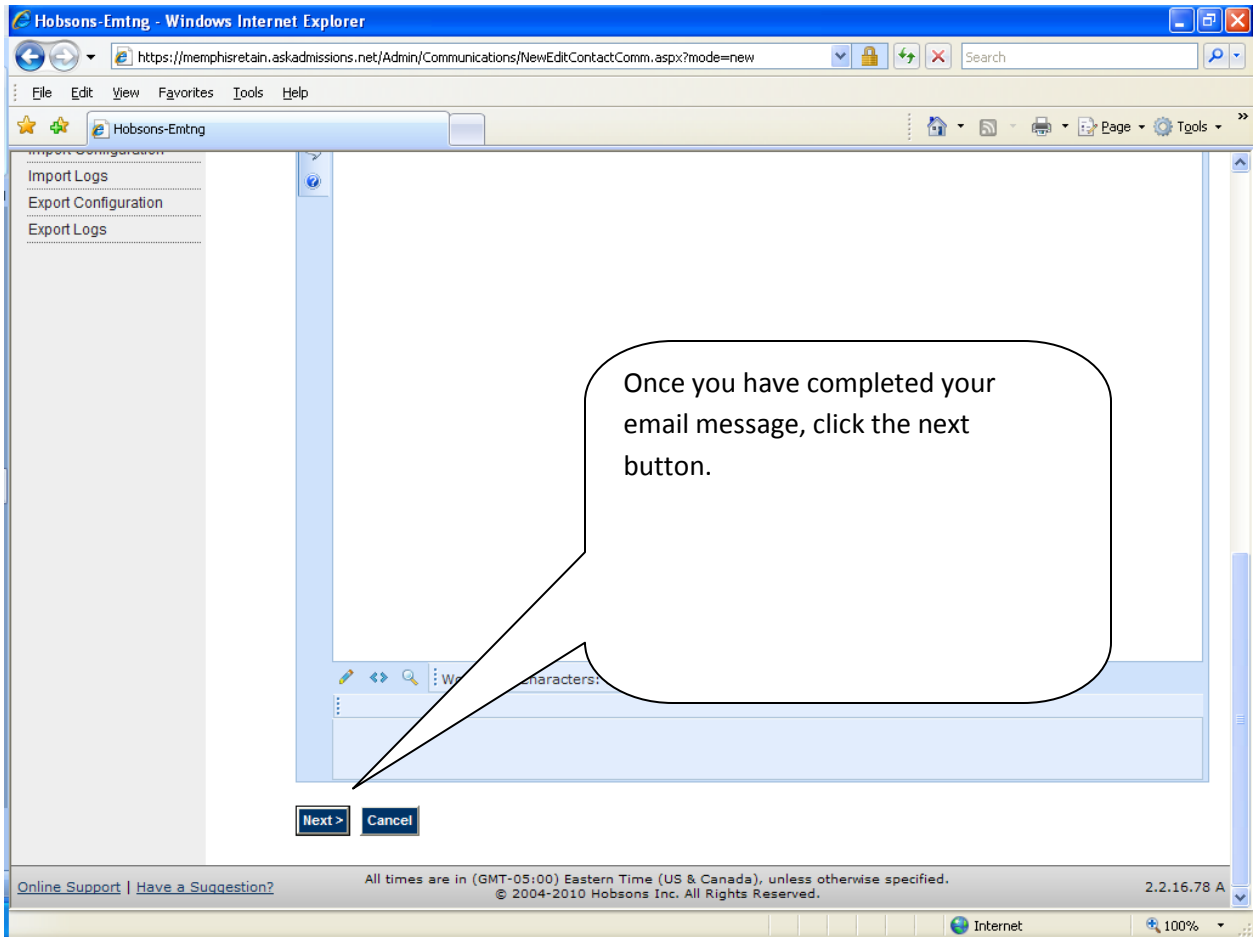 Hobsons-Emtng - Windows Internet Explorer
https://memphisretain.askadmissions.net/Admin/Communications/NewEditContactComm.aspx?mode=new
Search
File Edit View Favorites Tools Help
Hobsons-Emtng
Page Tools
Import Configuration
Import Logs
Export Configuration
Export Logs
Once you have completed your
email message, click the next
button.
Characters:
Next > Cancel
Online Support | Have a Suggestion?
All times are in (GMT-05:00) Eastern Time (US & Canada), unless otherwise specified.
© 2004-2010 Hobsons Inc. All Rights Reserved.
2.2.16.78 A
Internet 100%